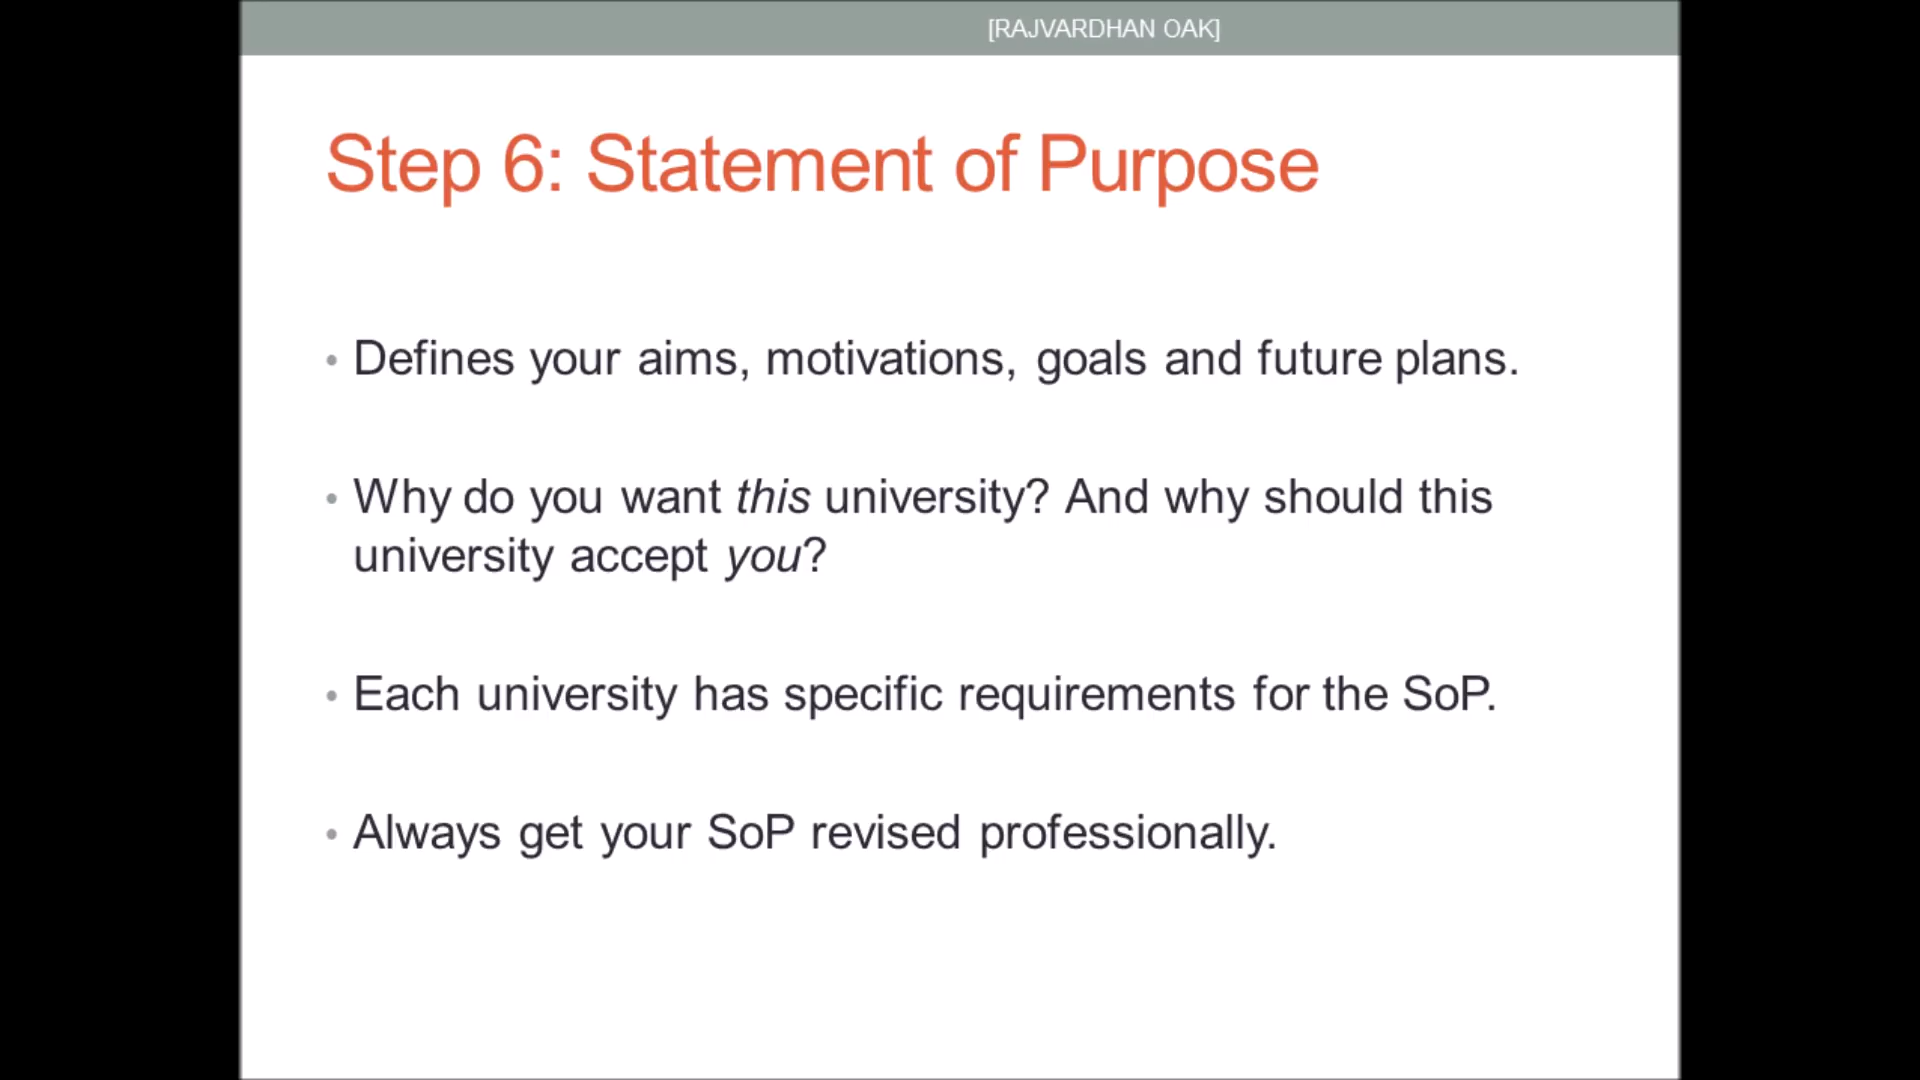 [RAJVARDHAN OAK]
Step 6: Statement of Purpose
• Defines your aims, motivations, goals and future plans.
• Why do you want this university? And why should this
university accept you?
• Each university has specific requirements for the SoP.
• Always get your SoP revised professionally.